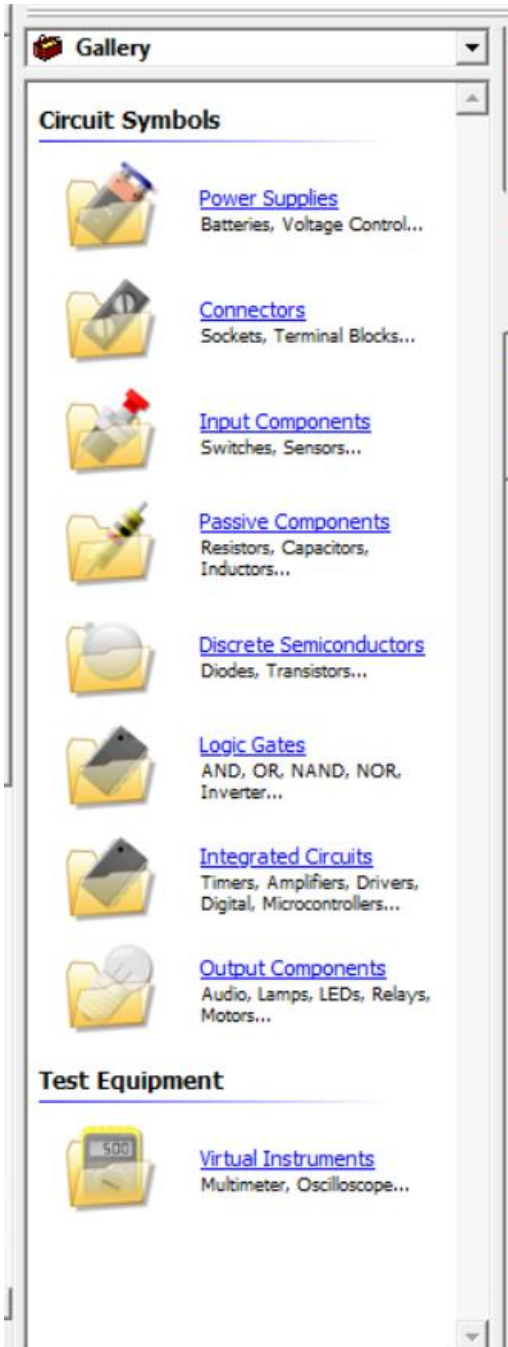 Gallery
Circuit Symbols
Power Supplies
Batteries, Voltage Control...
Connectors
Sockets, Terminal Blocks...
Input Components
Switches, Sensors...
Passive Components
Resistors, Capacitors,
Inductors...
Discrete Semiconductors
Diodes, Transistors...
Logic Gates
AND, OR, NAND, NOR,
Inverter...
Integrated Circuits
Timers, Amplifiers, Drivers,
Digital, Microcontrollers...
Output Components
Audio, Lamps, LEDs, Relays,
Motors...
Test Equipment
5.00
Virtual Instruments
Multimeter, Oscilloscope...